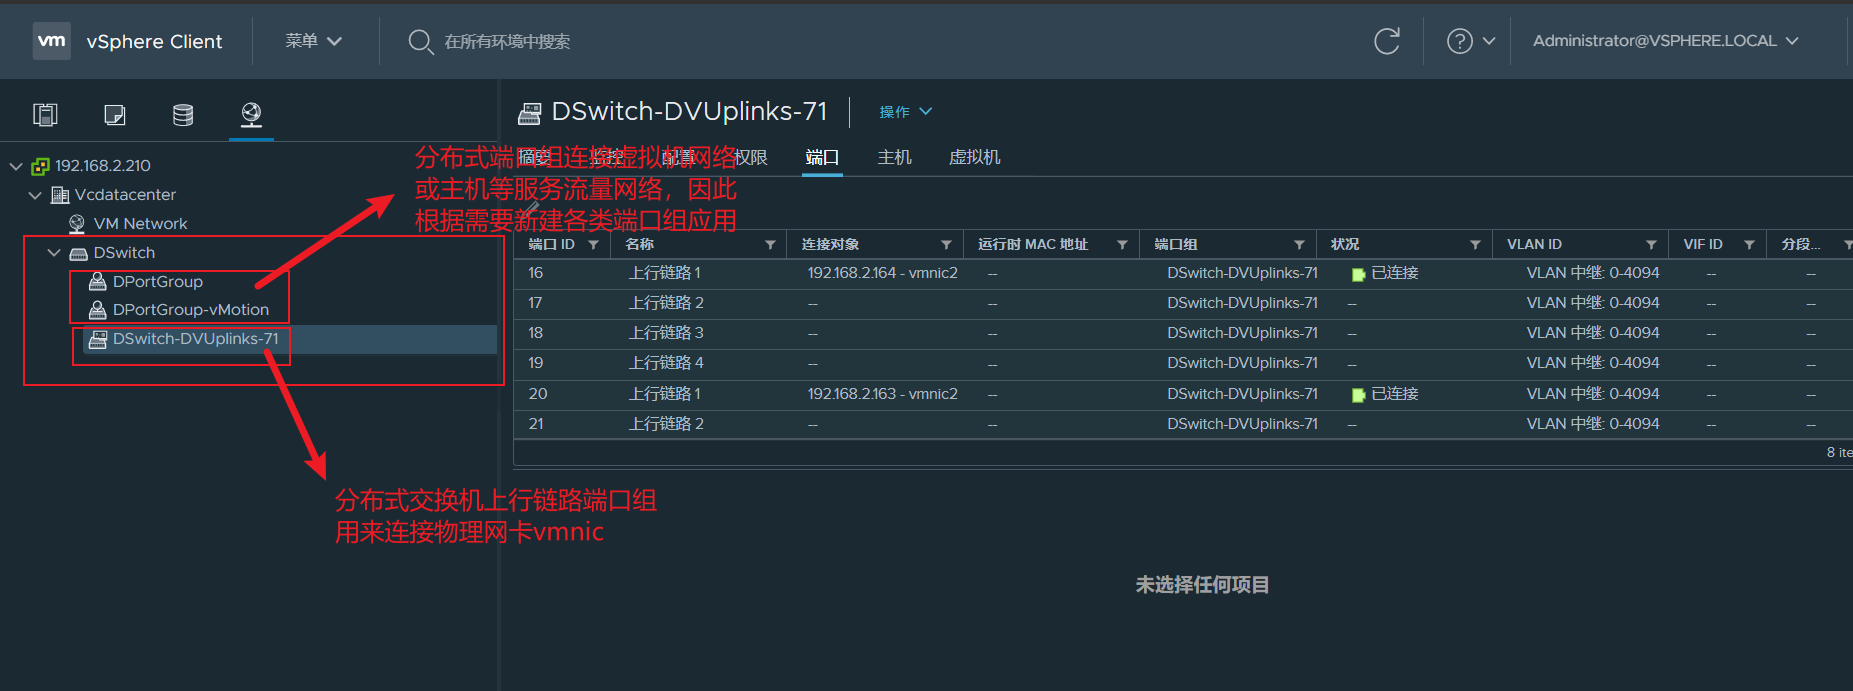 vm vSphere Client 菜单 在所有环境中搜索 Administrator@VSPHERE.LOCAL
192.168.2.210
Vcdatacenter
VM Network
DSwitch
DPortGroup
DPortGroup-vMotion
DSwitch-DVUplinks-71
DSwitch-DVUplinks-71 操作
摘要 监控 配置 权限 端口 主机 虚拟机
分布式端口组连接虚拟机网络
或主机等服务流量网络，因此
根据需要新建各类端口组应用
端口 ID 名称 连接对象 运行时 MAC 地址 端口组 状况 VLAN ID VIF ID 分段...
16 上行链路 1 192.168.2.164 - vmnic2 -- DSwitch-DVUplinks-71 已连接 VLAN 中继: 0-4094 -- --
17 上行链路 2 -- -- DSwitch-DVUplinks-71 -- VLAN 中继: 0-4094 -- --
18 上行链路 3 -- -- DSwitch-DVUplinks-71 -- VLAN 中继: 0-4094 -- --
19 上行链路 4 -- -- DSwitch-DVUplinks-71 -- VLAN 中继: 0-4094 -- --
20 上行链路 1 192.168.2.163 - vmnic2 -- DSwitch-DVUplinks-71 已连接 VLAN 中继: 0-4094 -- --
21 上行链路 2 -- -- DSwitch-DVUplinks-71 -- VLAN 中继: 0-4094 -- --
8 ite
分布式交换机上行链路端口组
用来连接物理网卡vmnic
未选择任何项目